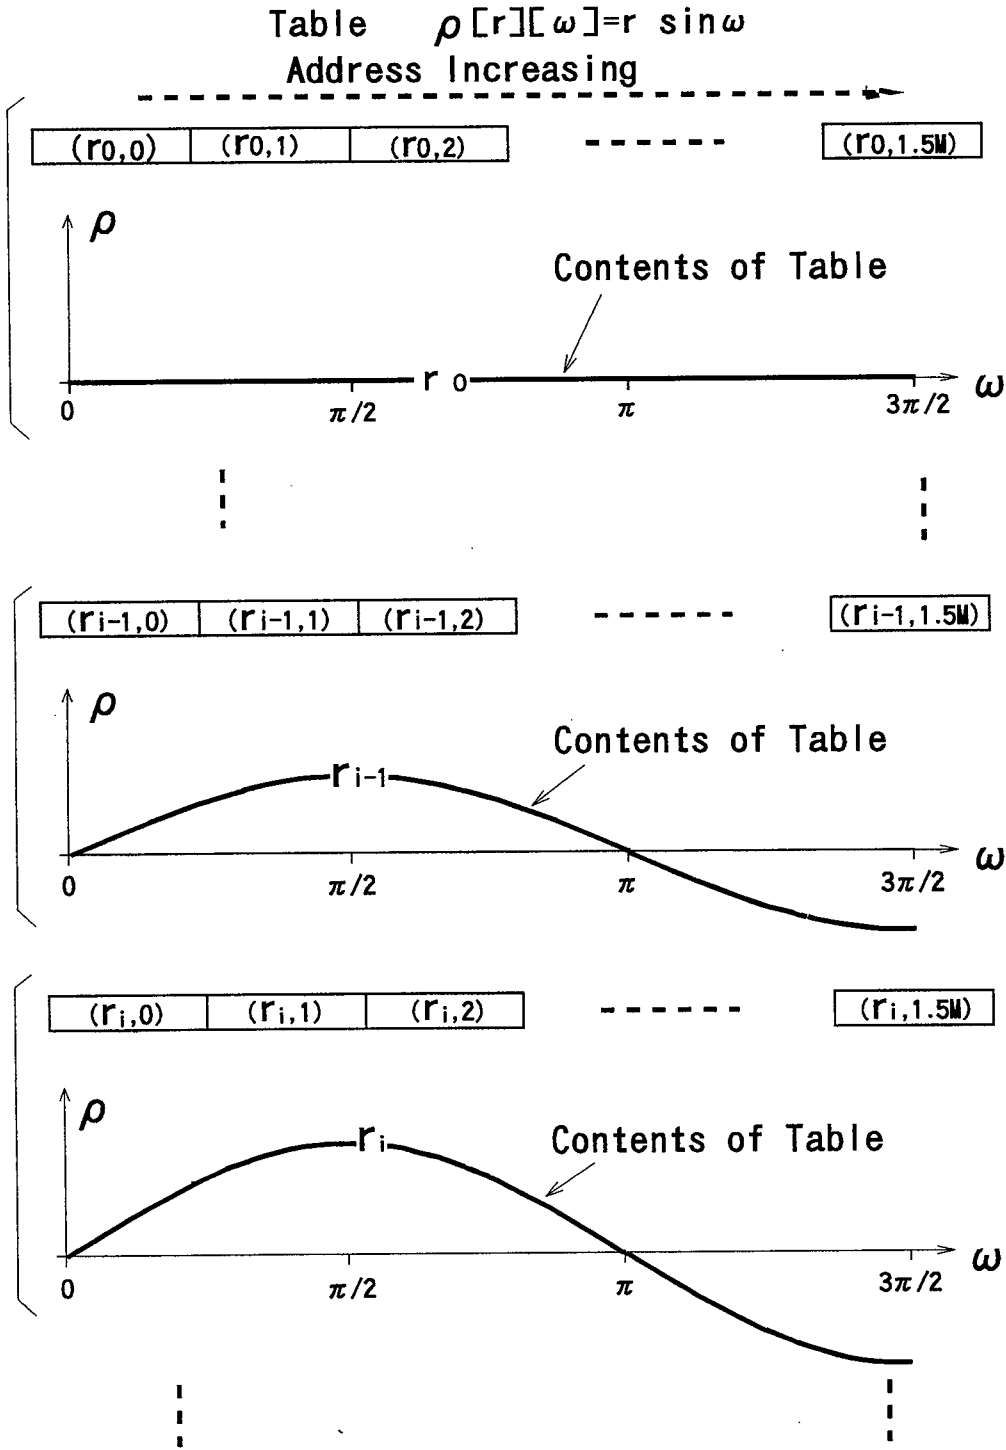 Table ρ[r][ω]=r sinω
Address Increasing
(r0,0) (r0,1) (r0,2) (r0,1.5M)
ρ
Contents of Table
r0
0 π/2 π 3π/2 ω
(ri-1,0) (ri-1,1) (ri-1,2) (ri-1,1.5M)
ρ
Contents of Table
ri-1
0 π/2 π 3π/2 ω
(ri,0) (ri,1) (ri,2) (ri,1.5M)
ρ
ri Contents of Table
0 π/2 π 3π/2 ω